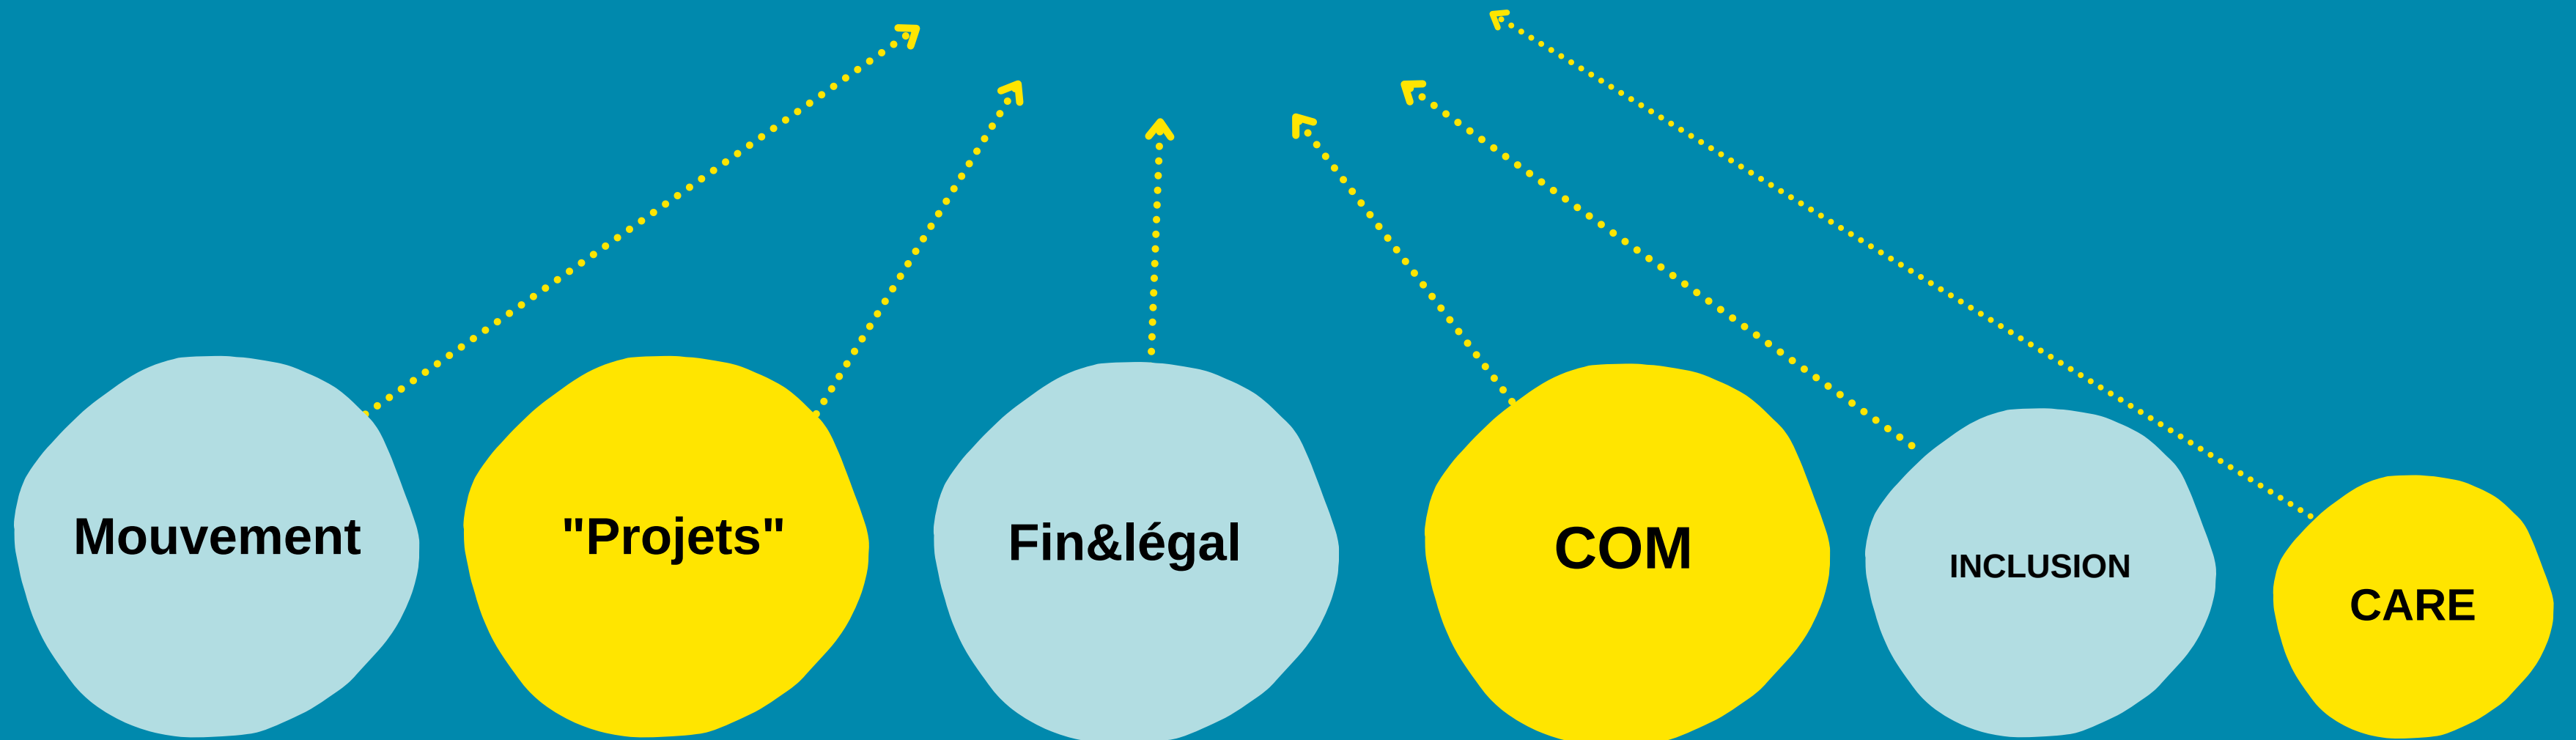 Mouvement
"Projets"
Fin&légal
COM
INCLUSION
CARE